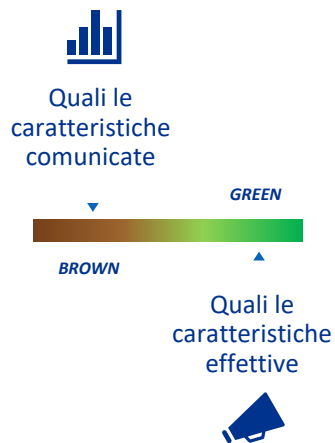 Quali le
caratteristiche
comunicate
GREEN
BROWN
Quali le
caratteristiche
effettive